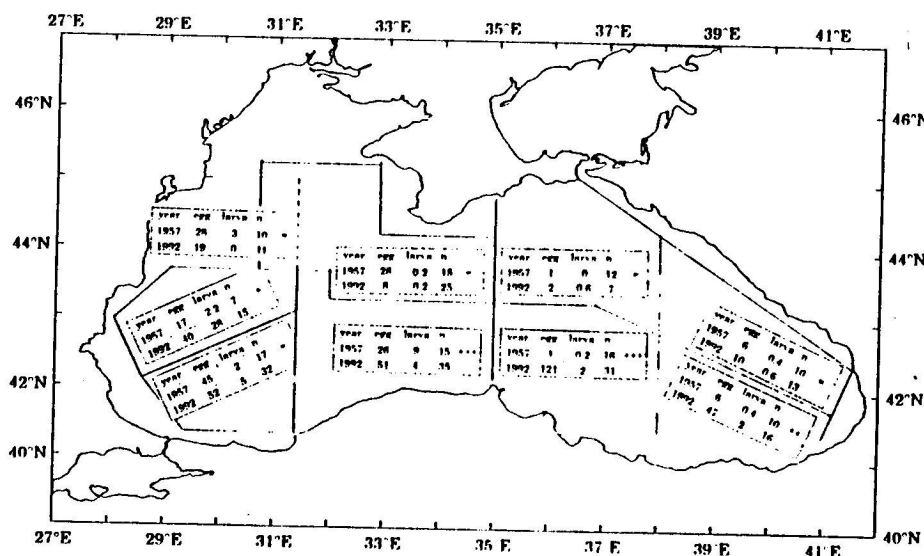 27°E 29°E 31°E 33°E 35°E 37°E 39°E 41°E
46°N 46°N
44°N 44°N
42°N 42°N
40°N 40°N
year egg larva n
1957 28 3 10 *
1992 19 0 11
year egg larva n
1957 28 0.2 18 *
1992 8 0.2 25
year egg larva n
1957 1 0 12 *
1992 2 0.6 7
year egg larva n
1957 17 2.2 7 *
1992 40 28 15
year egg larva n
1957 45 2 17 *
1992 52 5 32
year egg larva n
1957 26 9 15 ***
1992 51 4 35
year egg larva n
1957 1 0.2 16 ***
1992 121 2 31
year egg larva n
1957 6 0.4 10 *
1992 10 0.6 13
year egg larva n
1957 6 0.4 10 **
1992 47 2 16
27°E 29°E 31°E 33°E 35°E 37°E 39°E 41°E